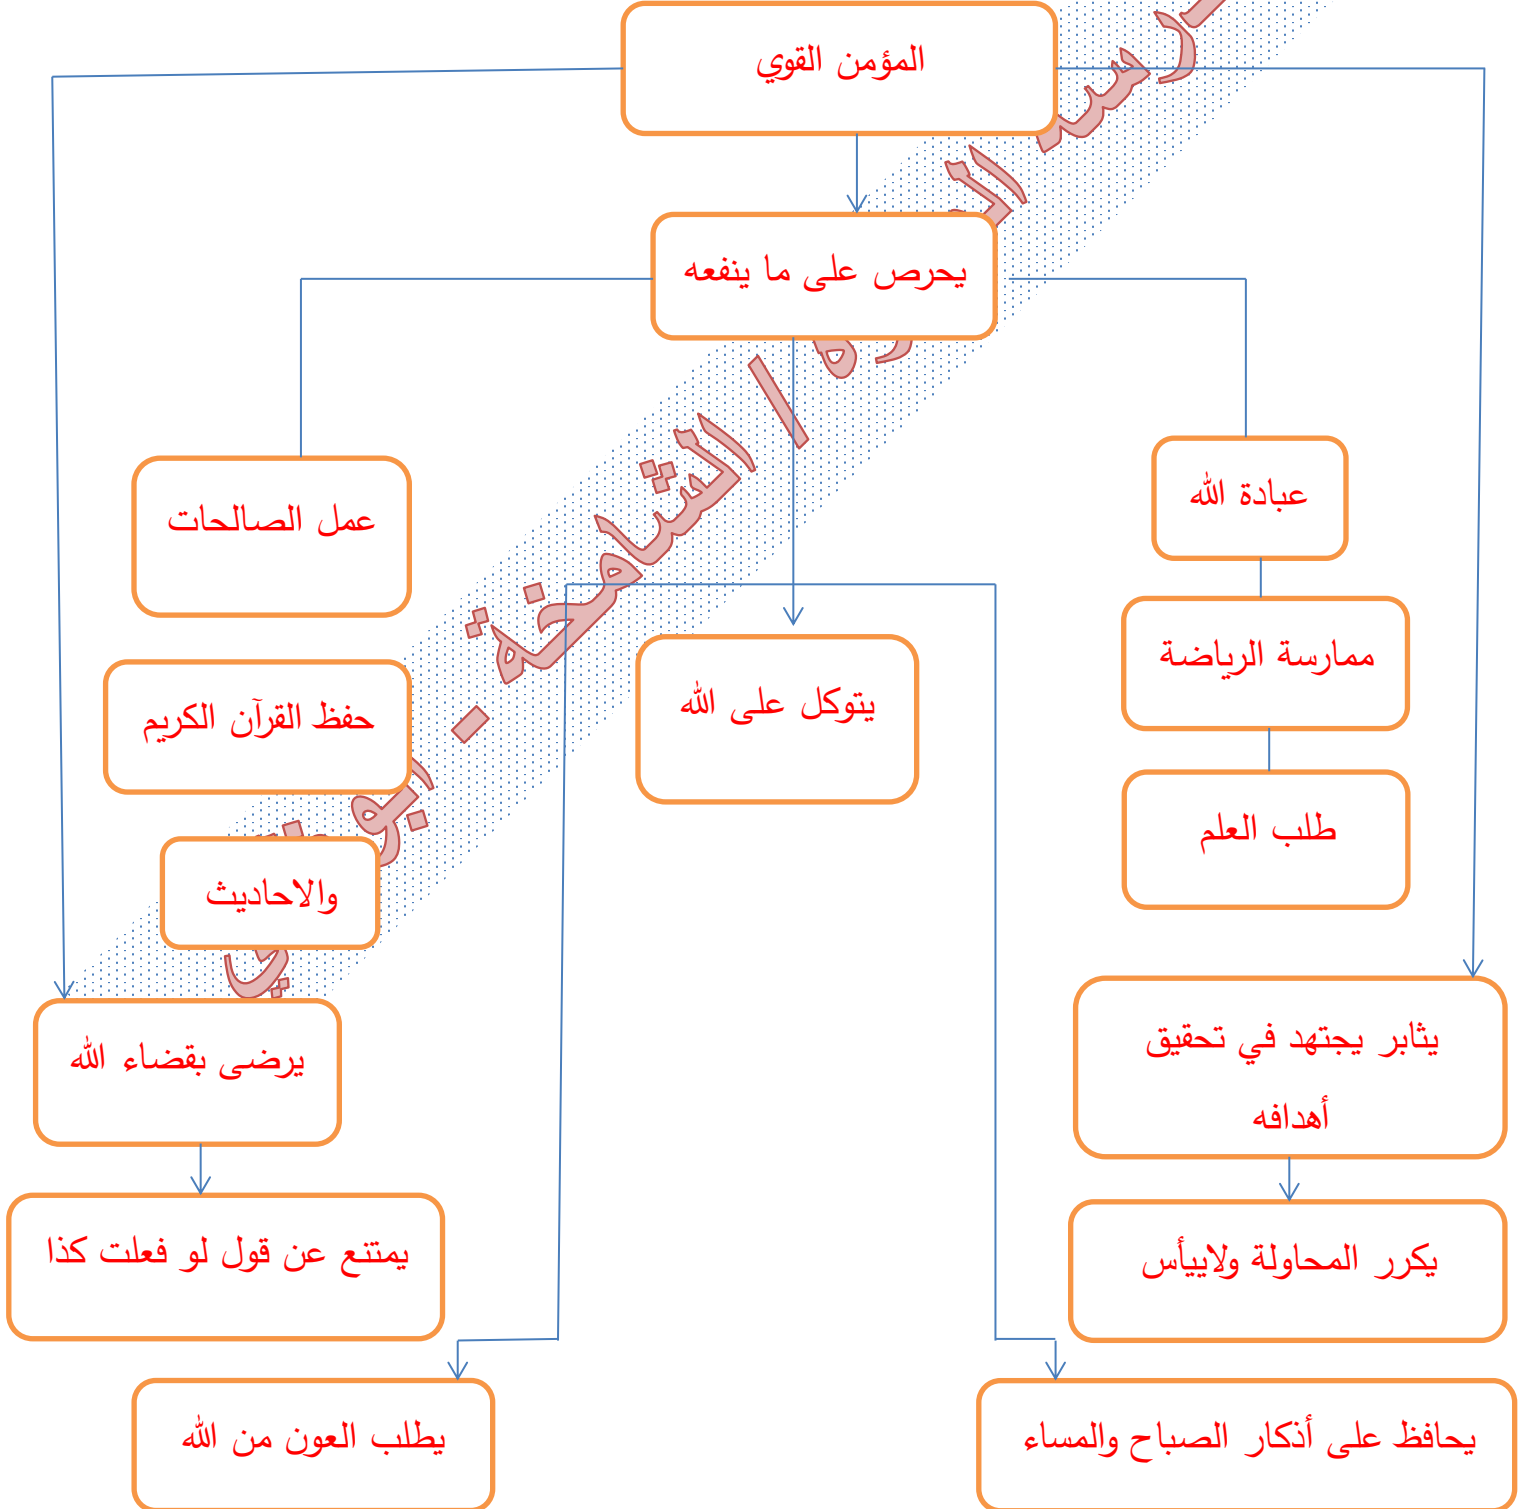 المؤمن القوي
يحرص على ما ينفعه
عبادة الله
عمل الصالحات
ممارسة الرياضة
يتوكل على الله
حفظ القرآن الكريم
طلب العلم
والاحاديث
يثابر يجتهد في تحقيق
أهدافه
يرضى بقضاء الله
يكرر المحاولة ولاييأس
يمتنع عن قول لو فعلت كذا
يحافظ على أذكار الصباح والمساء
يطلب العون من الله
/ الشامخة -